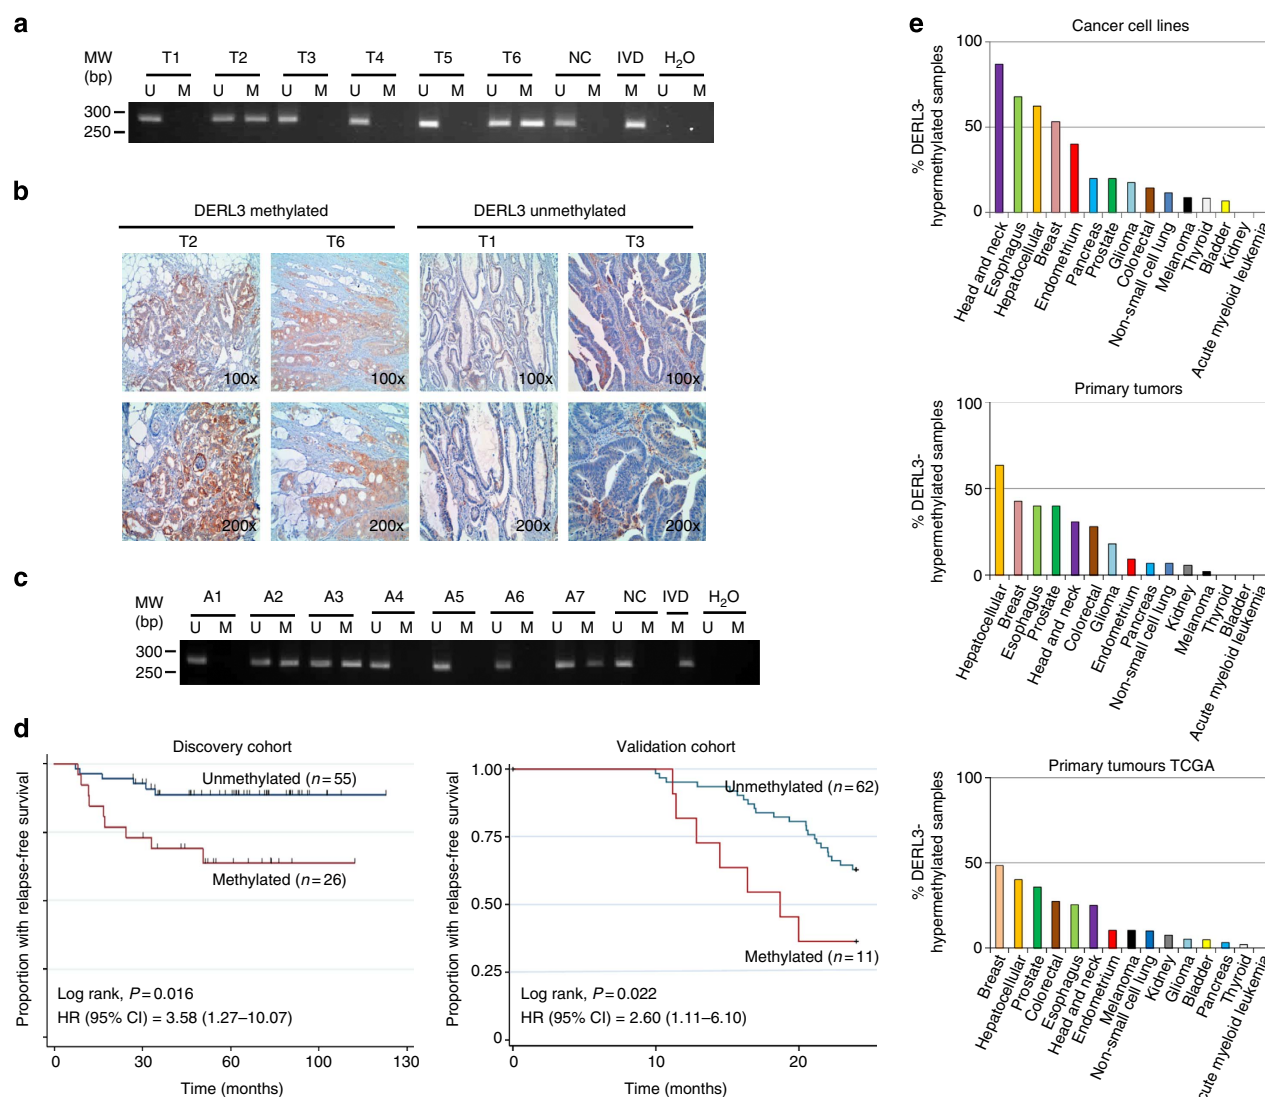 a
MW
(bp)
T1 T2 T3 T4 T5 T6 NC IVD H2O
U M U M U M U M U M U M U M M U M
300
250
b
DERL3 methylated DERL3 unmethylated
T2 T6 T1 T3
100x 100x 100x 100x
200x 200x 200x 200x
c
MW
(bp)
A1 A2 A3 A4 A5 A6 A7 NC IVD H2O
U M U M U M U M U M U M U M U M M U M
300
250
d
Discovery cohort
Proportion with relapse-free survival
Unmethylated (n=55)
Methylated (n=26)
Log rank, P=0.016
HR (95% CI) = 3.58 (1.27–10.07)
0 30 60 100 130
Time (months)
Validation cohort
Proportion with relapse-free survival
1.00
0.75
0.50
0.25
0
Unmethylated (n=62)
Methylated (n=11)
Log rank, P=0.022
HR (95% CI) = 2.60 (1.11–6.10)
0 10 20
Time (months)
e
Cancer cell lines
% DERL3-
hypermethylated samples
100
50
0
Head and neck
Esophagus
Hepatocellular
Breast
Endometrium
Pancreas
Prostate
Glioma
Colorectal
Non-small cell lung
Melanoma
Thyroid
Bladder
Kidney
Acute myeloid leukemia
Primary tumors
% DERL3-
hypermethylated samples
100
50
0
Hepatocellular
Breast
Esophagus
Prostate
Head and neck
Colorectal
Glioma
Endometrium
Pancreas
Non-small cell lung
Kidney
Melanoma
Thyroid
Bladder
Acute myeloid leukemia
Primary tumours TCGA
% DERL3-
hypermethylated samples
100
50
0
Breast
Hepatocellular
Prostate
Colorectal
Esophagus
Head and neck
Endometrium
Melanoma
Non-small cell lung
Kidney
Glioma
Bladder
Pancreas
Thyroid
cute myeloid leukemia